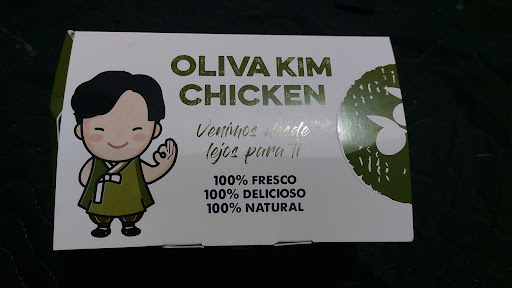 OLIVA KIM
CHICKEN
Venimos desde
lejos para ti
100% FRESCO
100% DELICIOSO
100% NATURAL